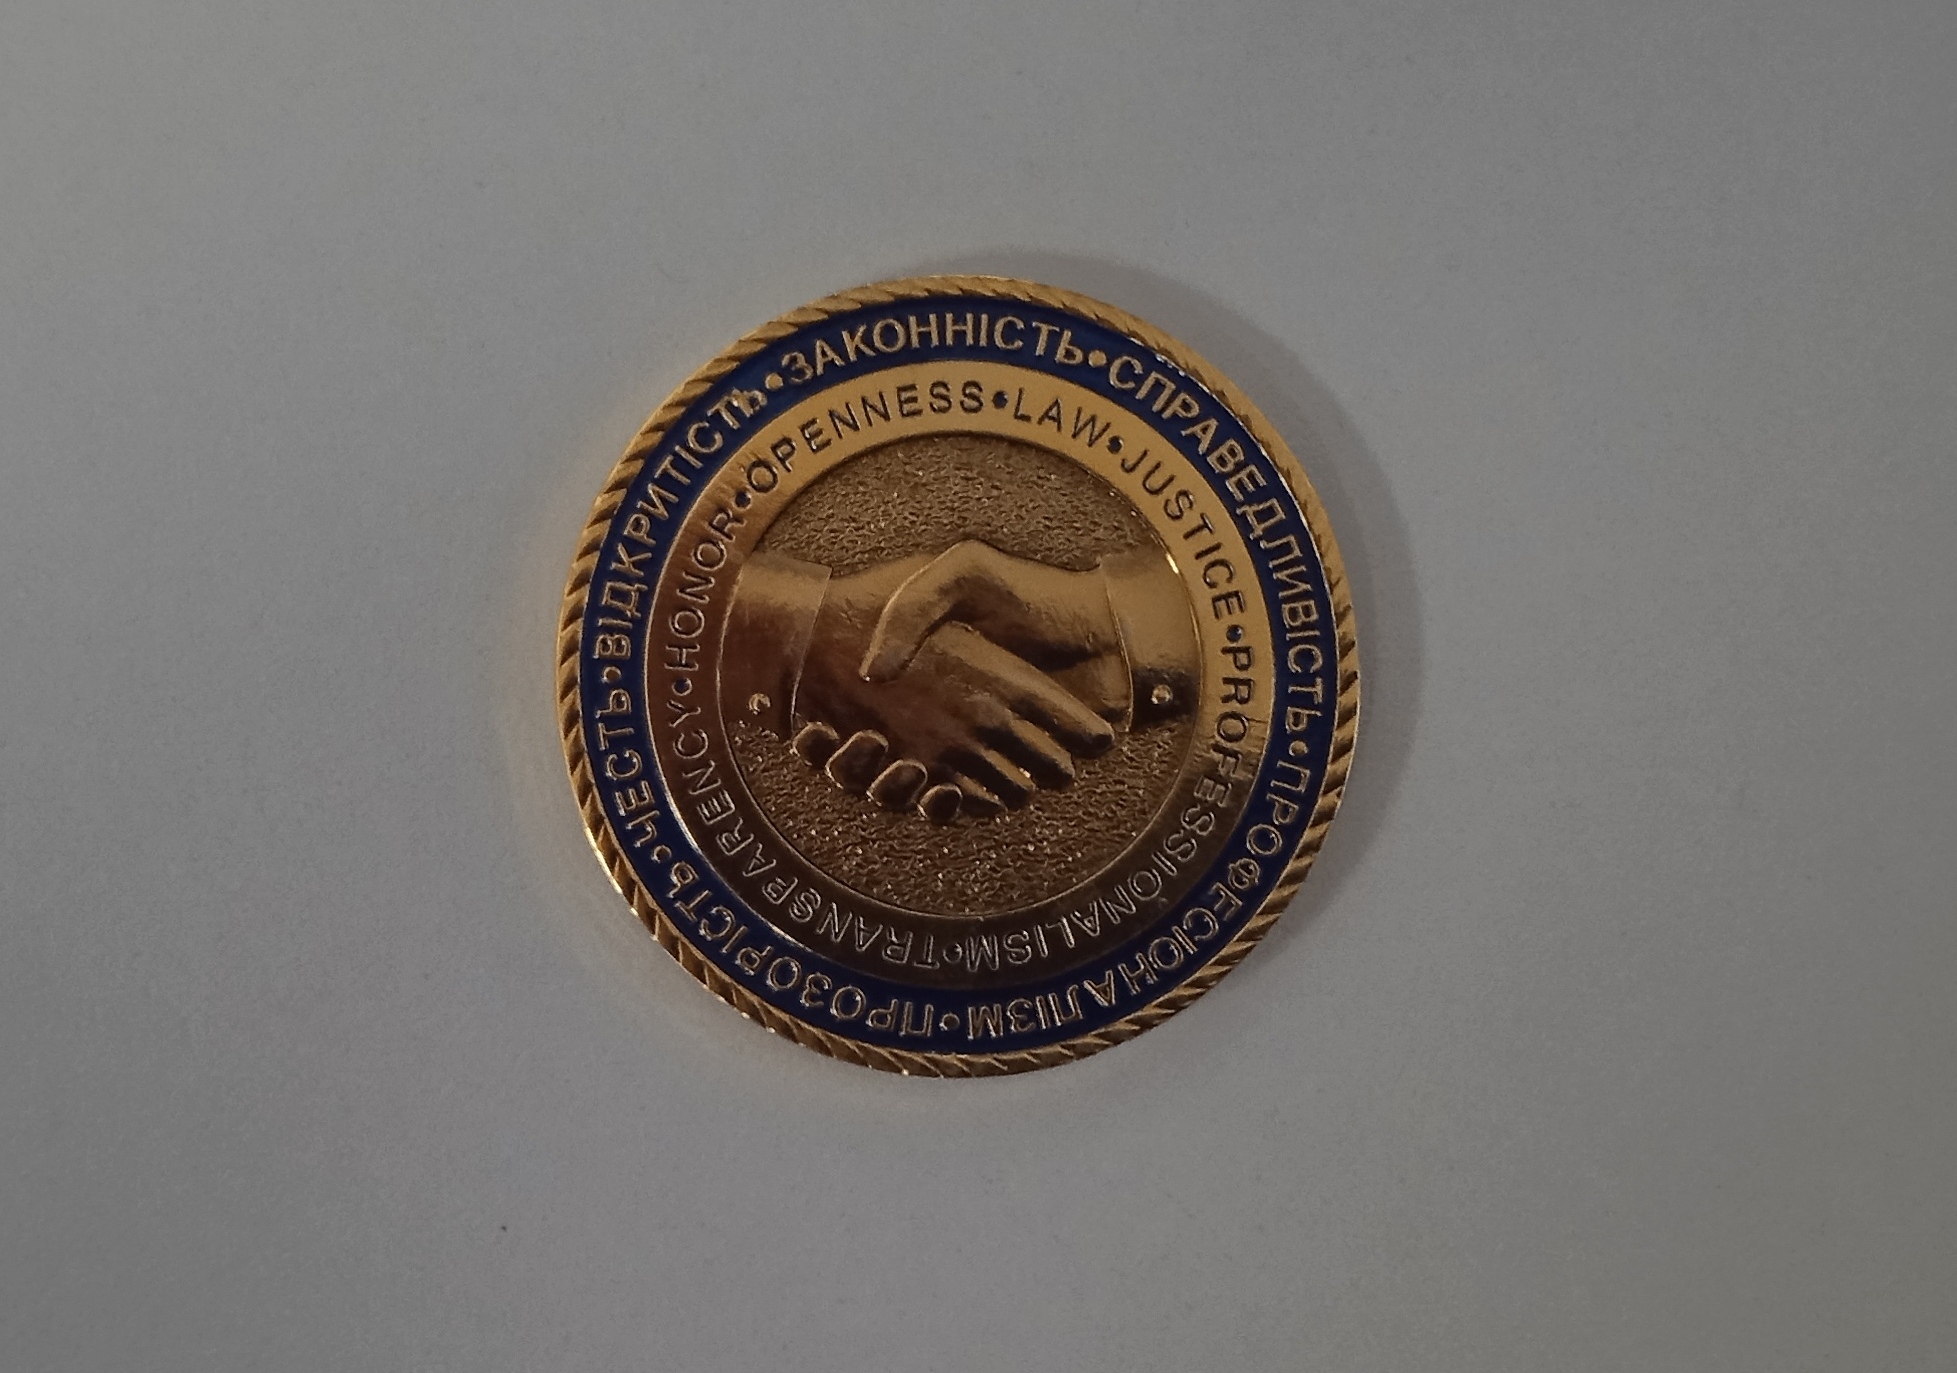 ЗАКОННІСТЬ•СПРАВЕДЛИВІСТЬ•ПРОФЕСІОНАЛІЗМ•ПРОЗОРІСТЬ•ЧЕСТЬ•ВІДКРИТІСТЬ•
OPENNESS•LAW•JUSTICE•PROFESSIONALISM•TRANSPARENCY•HONOR•